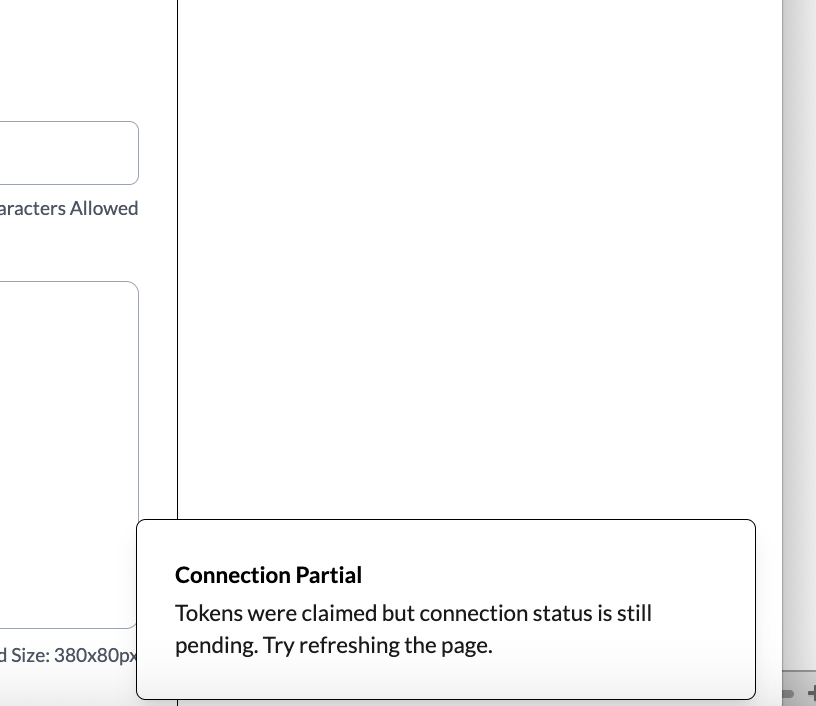 aracters Allowed
d Size: 380x80px
Connection Partial
Tokens were claimed but connection status is still
pending. Try refreshing the page.